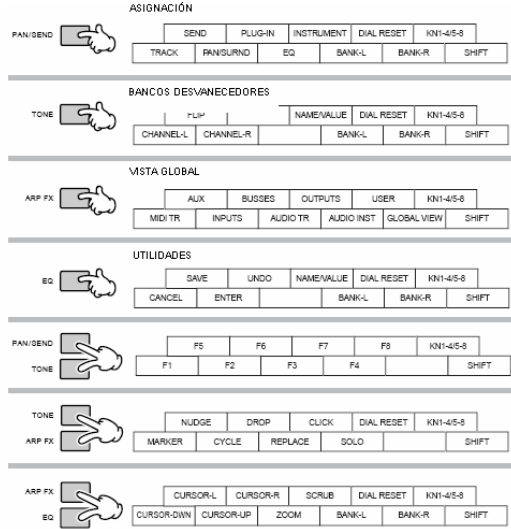 ASIGNACIÓN
PAN/SEND
SEND PLUG-IN INSTRUMENT DIAL RESET KN1-4/5-8
TRACK PAN/SURND EQ BANK-L BANK-R SHIFT
BANCOS DESVANECEDORES
TONE
FLIP NAME/VALUE DIAL RESET KN1-4/5-8
CHANNEL-L CHANNEL-R BANK-L BANK-R SHIFT
VISTA GLOBAL
ARP FX
AUX BUSSES OUTPUTS USER KN1-4/5-8
MIDI TR INPUTS AUDIO TR AUDIO INST GLOBAL VIEW SHIFT
UTILIDADES
EQ
SAVE UNDO NAME/VALUE DIAL RESET KN1-4/5-8
CANCEL ENTER BANK-L BANK-R SHIFT
PAN/SEND
F5 F6 F7 F8 KN1-4/5-8
TONE
F1 F2 F3 F4 SHIFT
TONE
NUDGE DROP CLICK DIAL RESET KN1-4/5-8
ARP FX
MARKER CYCLE REPLACE SOLO SHIFT
ARP FX
CURSOR-L CURSOR-R SCRUB DIAL RESET KN1-4/5-8
EQ
CURSOR-DWN CURSOR-UP ZOOM BANK-L BANK-R SHIFT